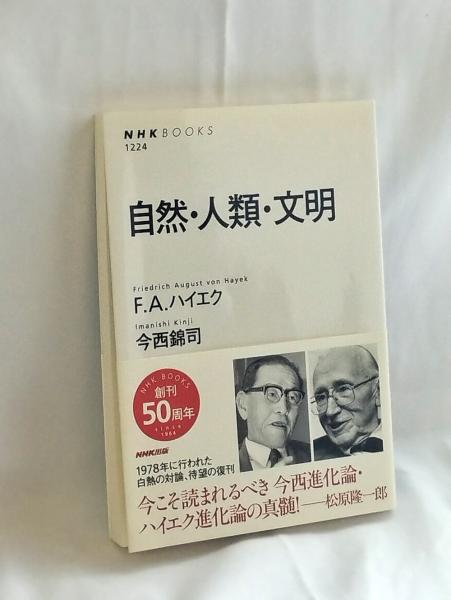 NHK BOOKS
1224
自然・人類・文明
Friedrich August von Hayek
F.A.ハイエク
Imanishi Kinji
今西錦司
NHK BOOKS
創刊
50周年
since
1964
NHK出版
1978年に行われた
白熱の対論、待望の復刊
今こそ読まれるべき 今西進化論・
ハイエク進化論の真髄!――松原隆一郎